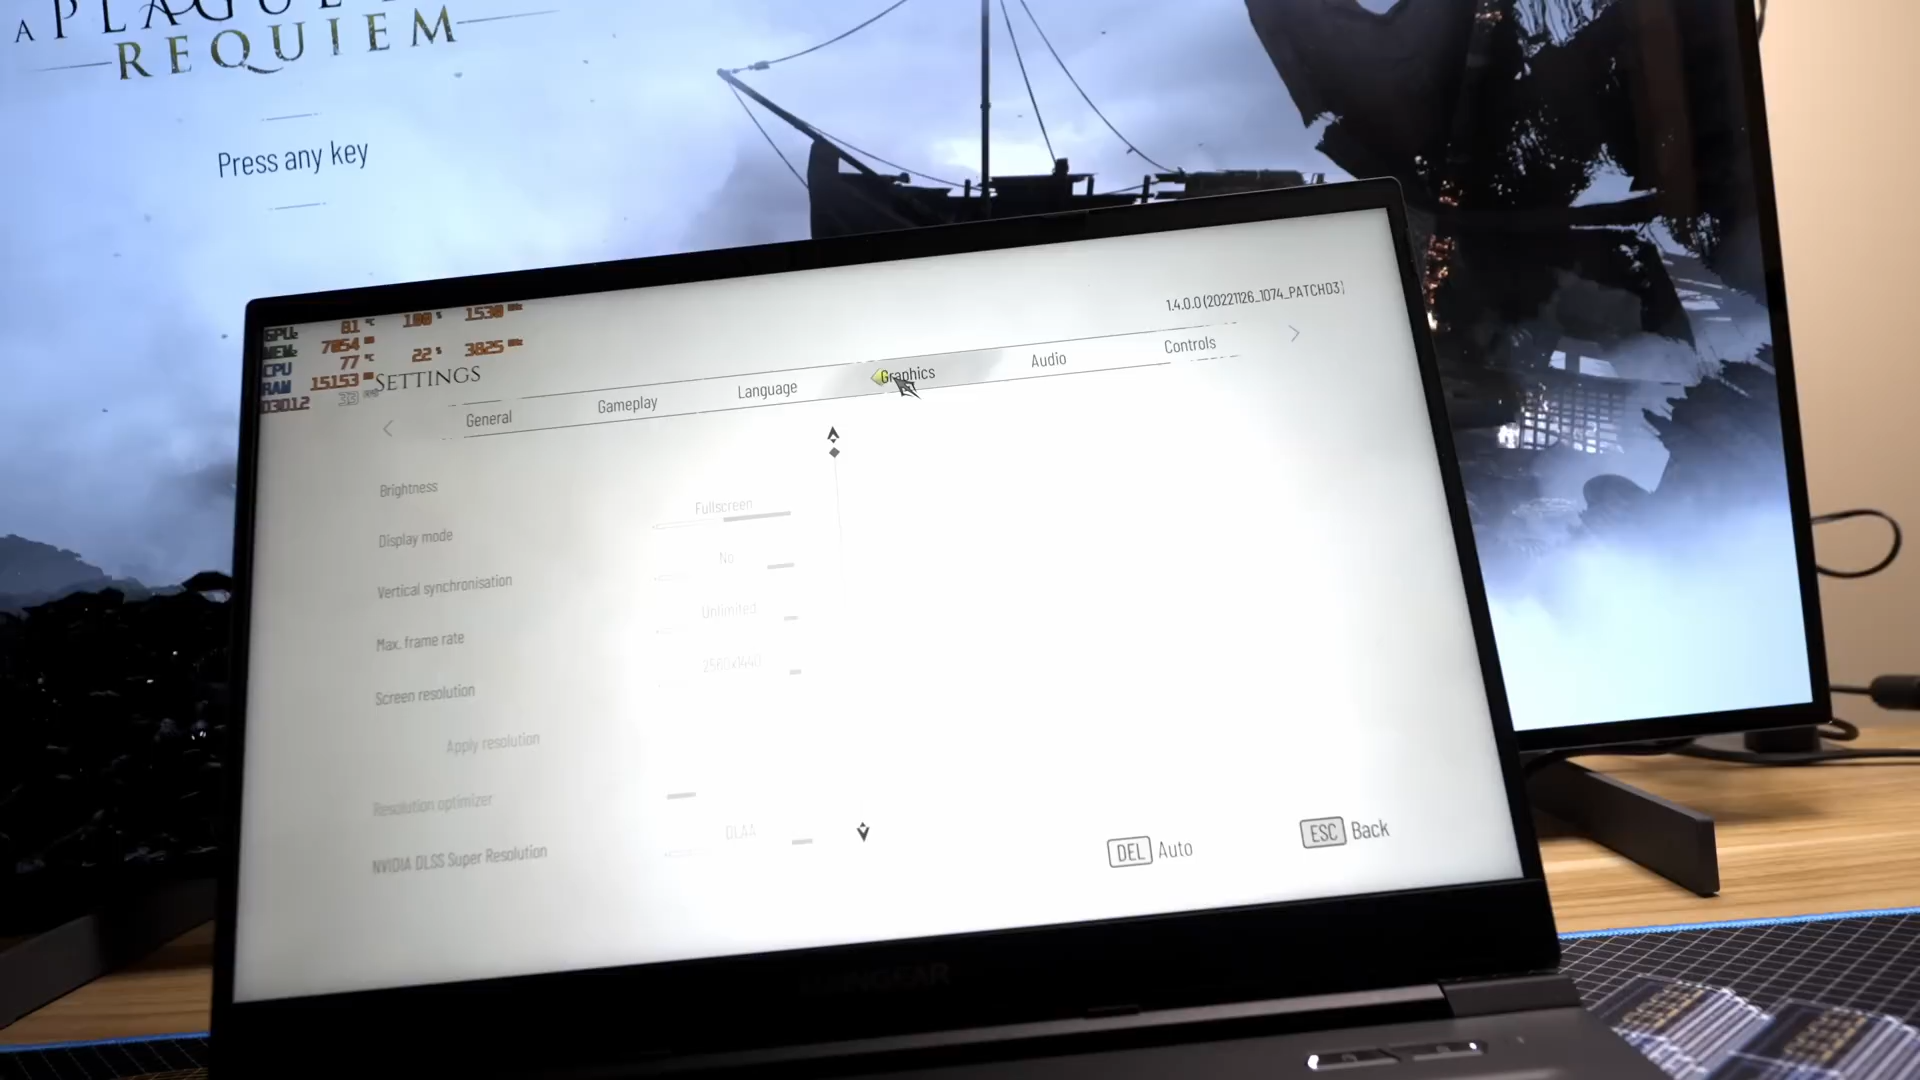 A PLAGUE
REQUIEM
Press any key
1.4.0.0 (20221126_1074_PATCHD3)
GPU 81 °C 100 % 1530
MEM 7054
CPU 77 °C 22 % 3825
RAM 15153
D3D12 33
SETTINGS
General Gameplay Language Graphics Audio Controls
Brightness
Display mode Fullscreen
Vertical synchronisation No
Max. frame rate Unlimited
Screen resolution 2560x1440
Apply resolution
Resolution optimizer
NVIDIA DLSS Super Resolution DLAA
DEL Auto
ESC Back